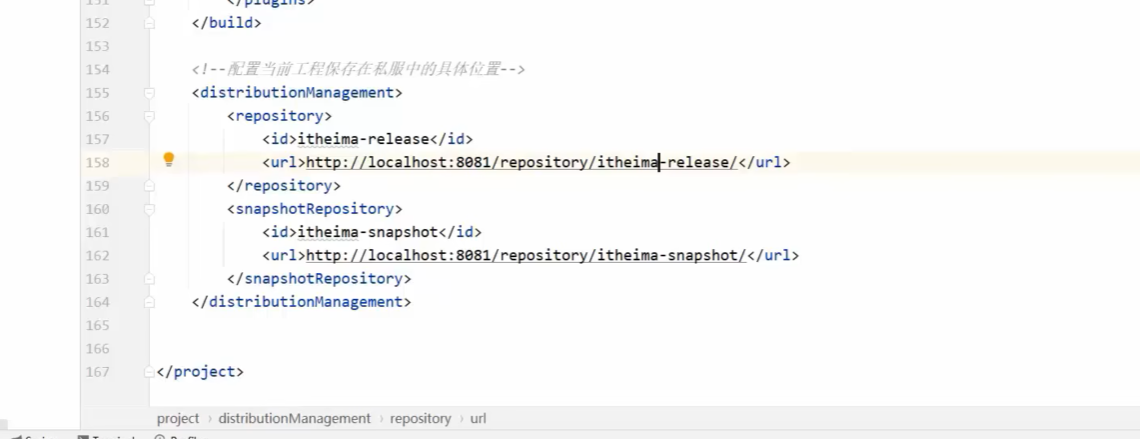 151 </plugins>
152 </build>
153
154 <!--配置当前工程保存在私服中的具体位置-->
155 <distributionManagement>
156 <repository>
157 <id>itheima-release</id>
158 <url>http://localhost:8081/repository/itheima-release/</url>
159 </repository>
160 <snapshotRepository>
161 <id>itheima-snapshot</id>
162 <url>http://localhost:8081/repository/itheima-snapshot/</url>
163 </snapshotRepository>
164 </distributionManagement>
165
166
167 </project>
project › distributionManagement › repository › url